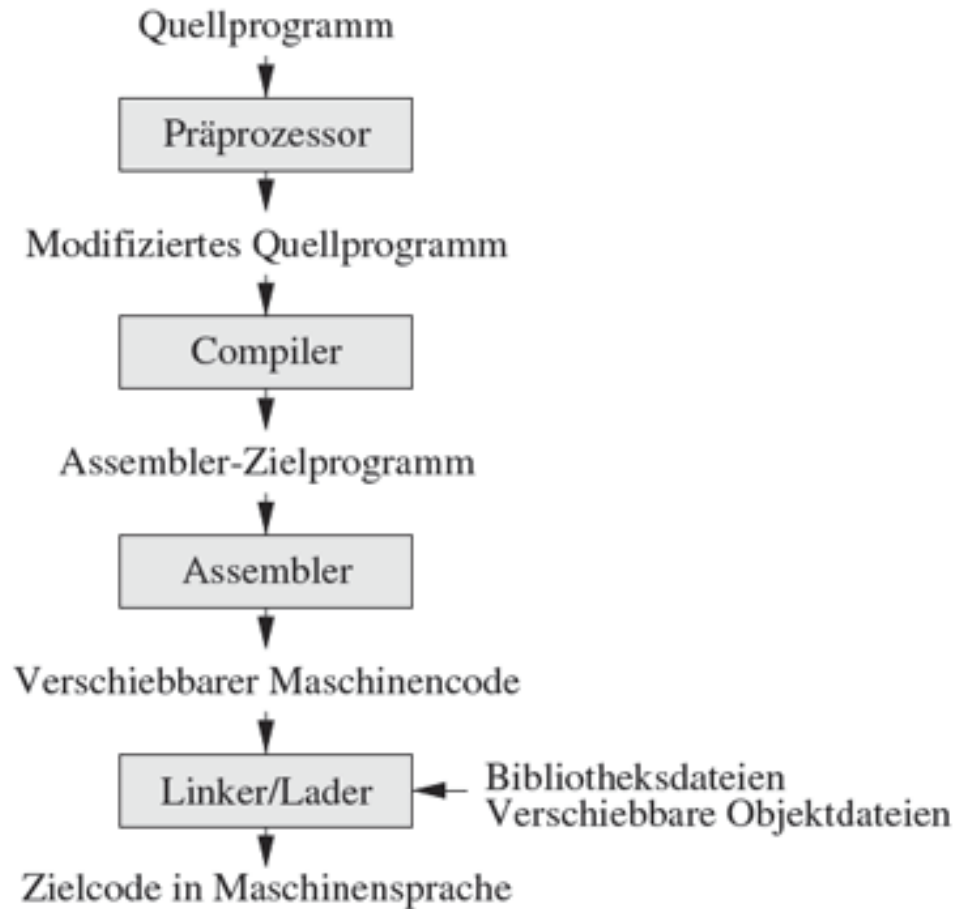 Quellprogramm
Präprozessor
Modifiziertes Quellprogramm
Compiler
Assembler-Zielprogramm
Assembler
Verschiebbarer Maschinencode
Linker/Lader
Bibliotheksdateien
Verschiebbare Objektdateien
Zielcode in Maschinensprache